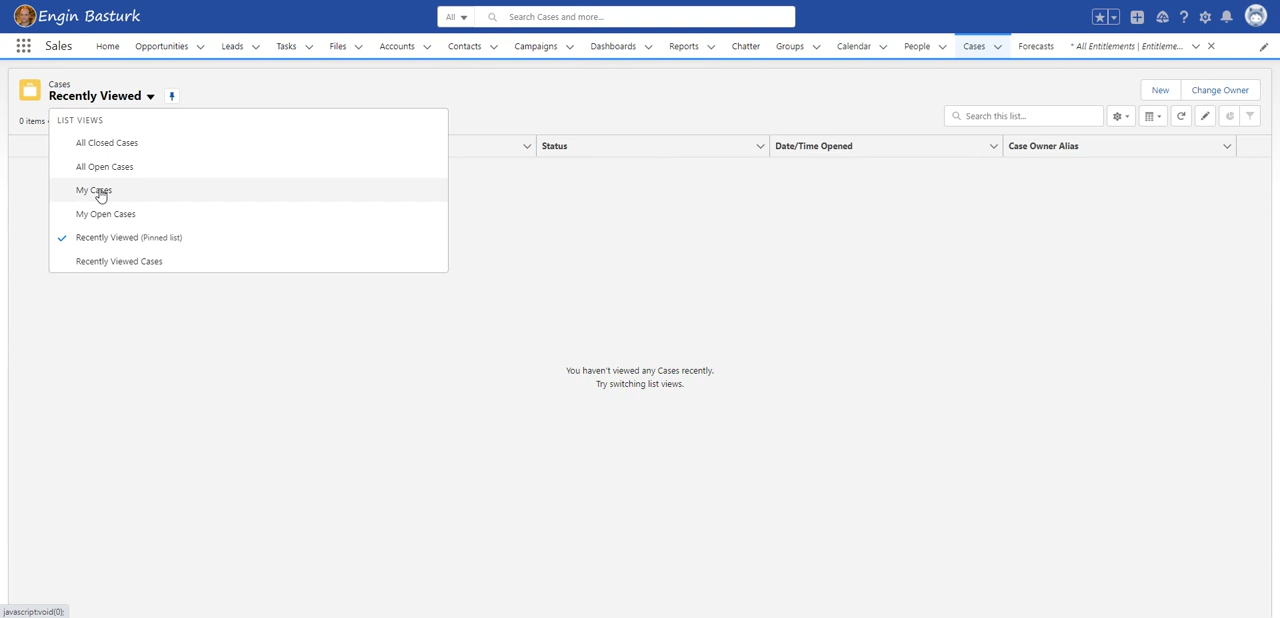 Engin Basturk
All
Search Cases and more...
Sales
Home
Opportunities
Leads
Tasks
Files
Accounts
Contacts
Campaigns
Dashboards
Reports
Chatter
Groups
Calendar
People
Cases
Forecasts
* All Entitlements | Entitleme...
Cases
Recently Viewed
New
Change Owner
0 items
Search this list...
LIST VIEWS
All Closed Cases
All Open Cases
My Cases
My Open Cases
Recently Viewed (Pinned list)
Recently Viewed Cases
Status
Date/Time Opened
Case Owner Alias
You haven't viewed any Cases recently.
Try switching list views.
javascript:void(0);